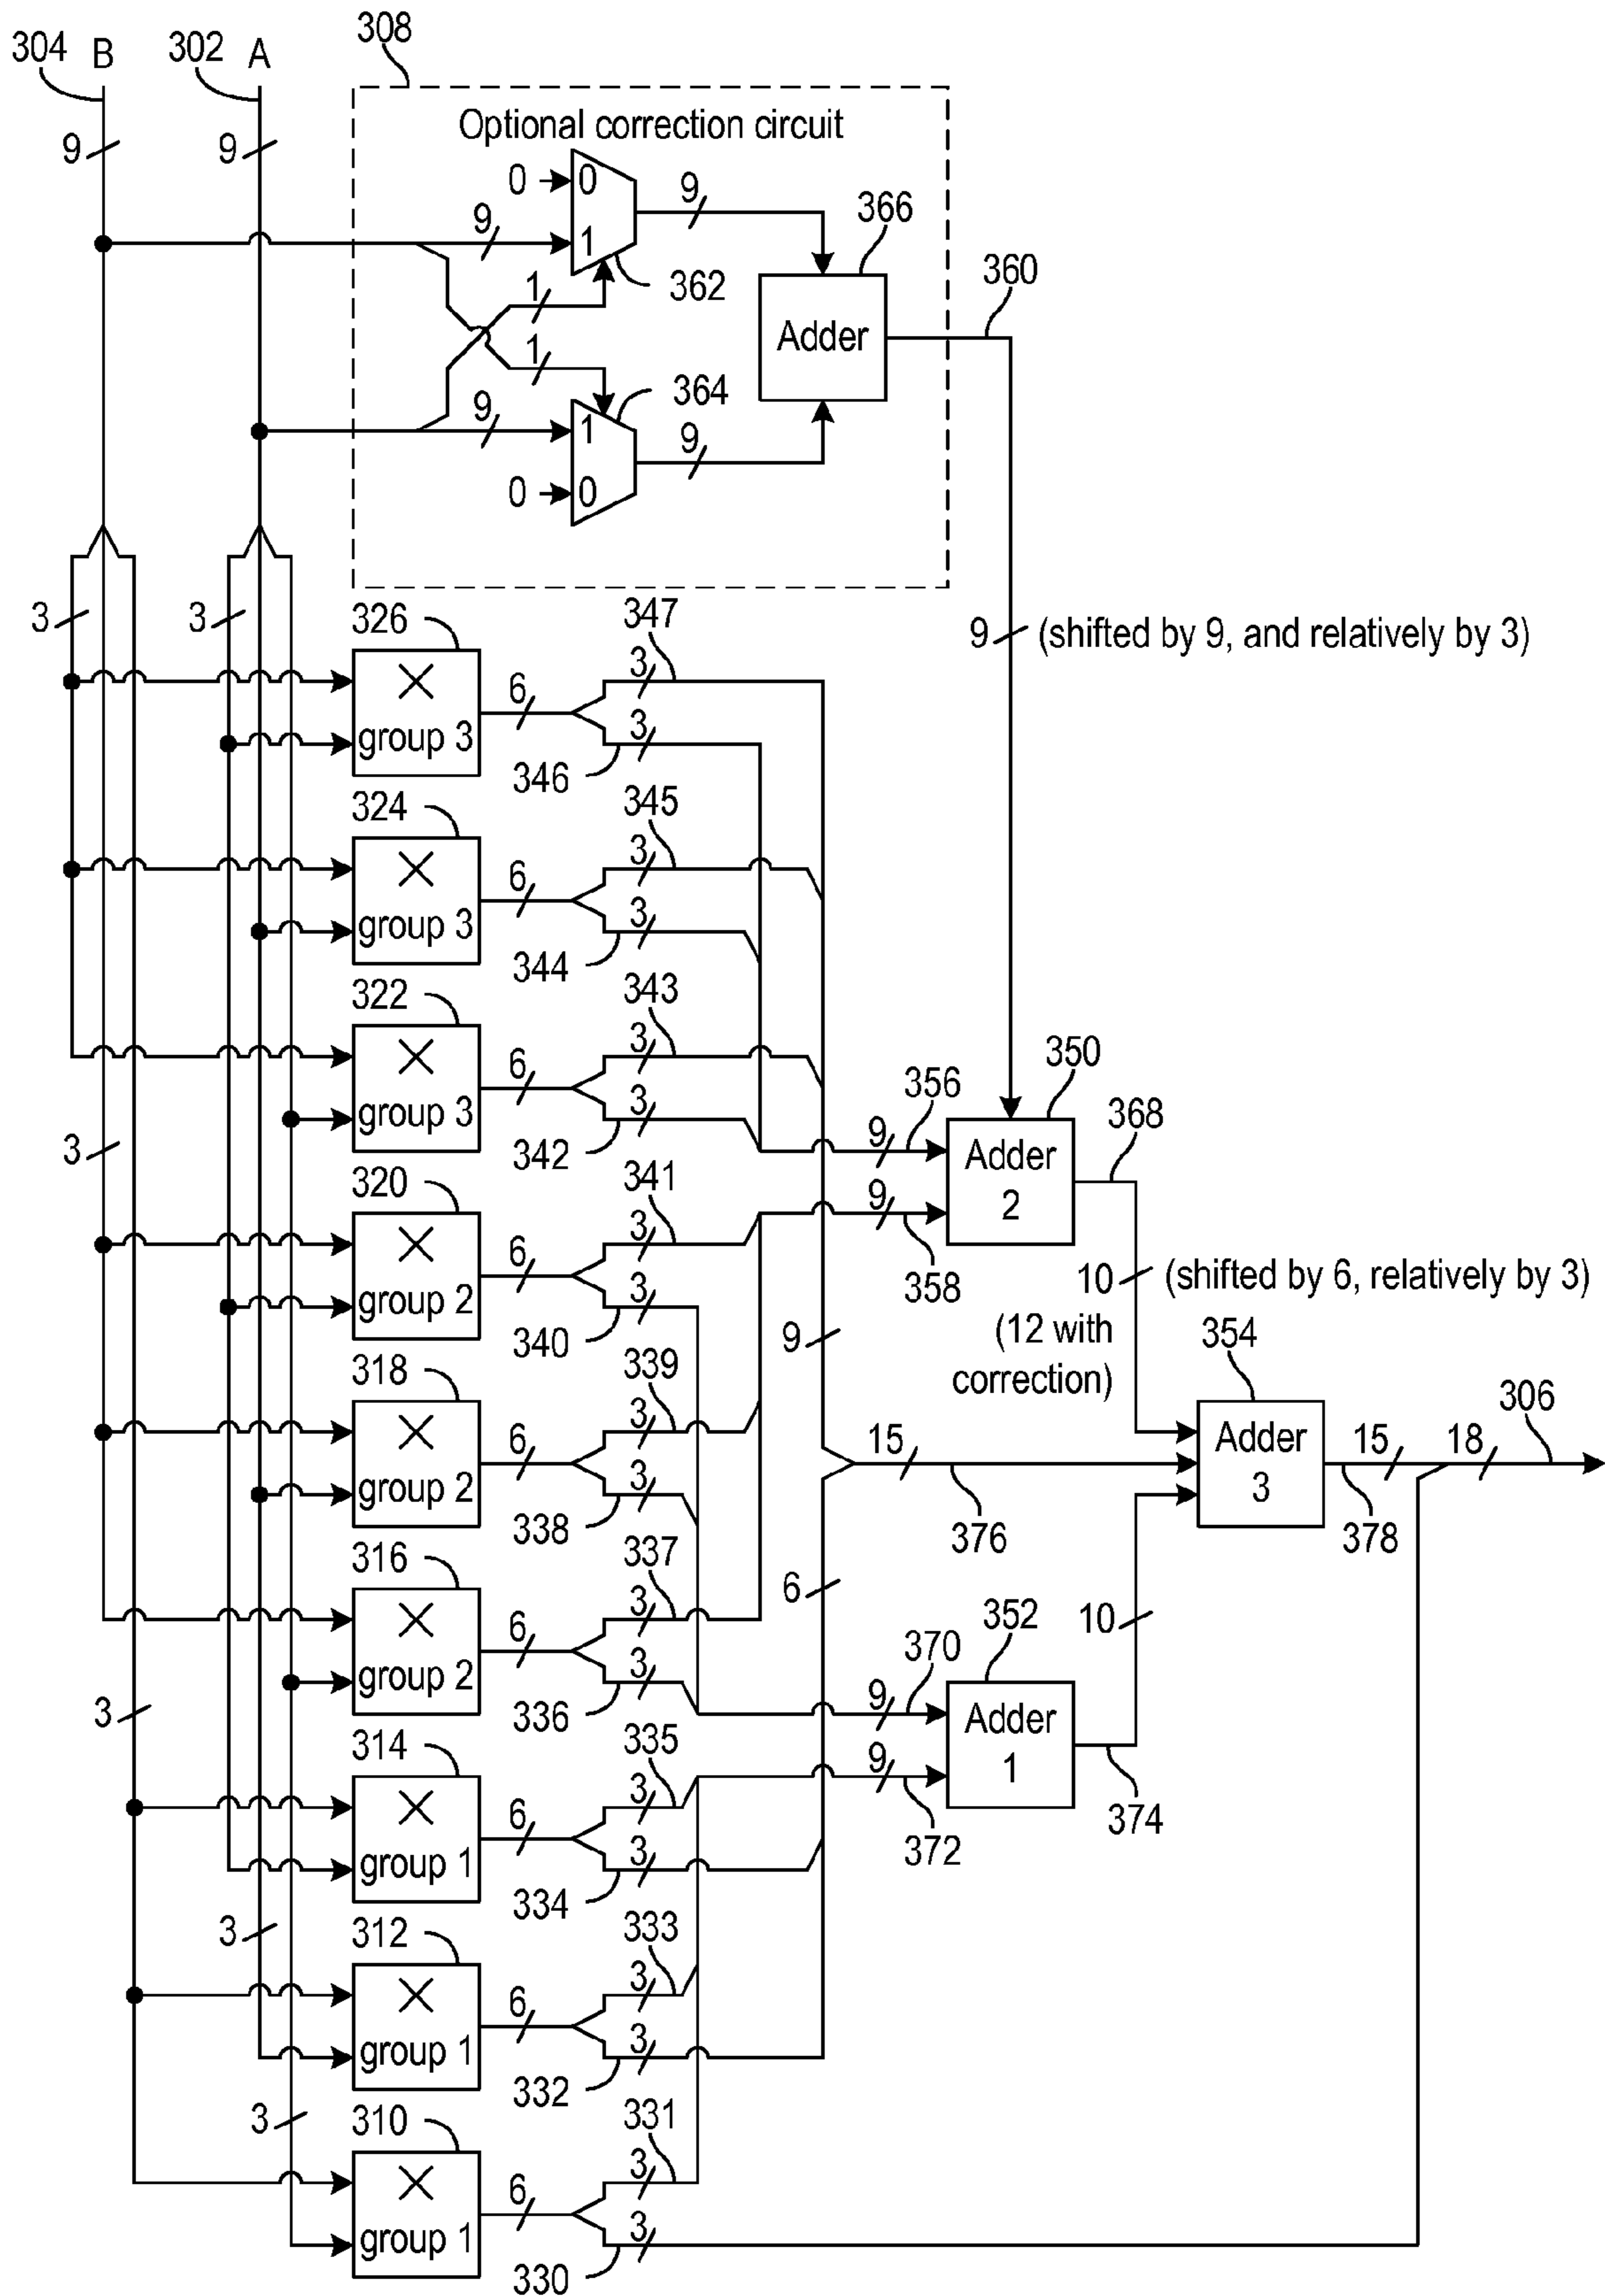 308
304 B 302 A
Optional correction circuit
9 9
0 0 9
366
9 1 362 360
1
Adder
1
9 1 364
9
0 0
3 3 326 347
9 (shifted by 9, and relatively by 3)
× 6 3
group 3 3
346
324 345
× 6 3
group 3 3
344
322 343
× 6 3 350
group 3 3 9 356 368
3 342 Adder
2
320 341 9
× 6 3 358 10 (shifted by 6, relatively by 3)
group 2 3
340 9 (12 with 354
correction)
318 339
× 6 3 306
group 2 3 15 Adder 15 18
3
338 376 378
316 337
× 6 3 6 352 10
group 2 3 370
3 336 9 Adder
1
314 335 9
× 6 3 372 374
group 1 3
334
3 312 333
× 6 3
group 1 3
332
3 310 331
× 6 3
group 1 3
330